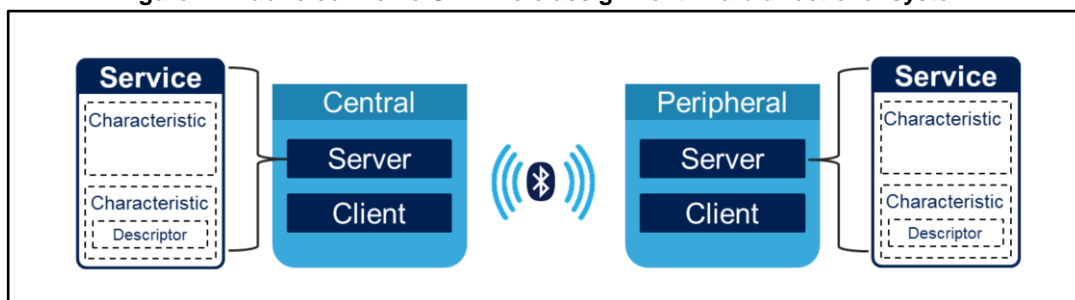 Service
Characteristic
Characteristic
Descriptor
Central
Server
Client
Peripheral
Server
Client
Service
Characteristic
Characteristic
Descriptor